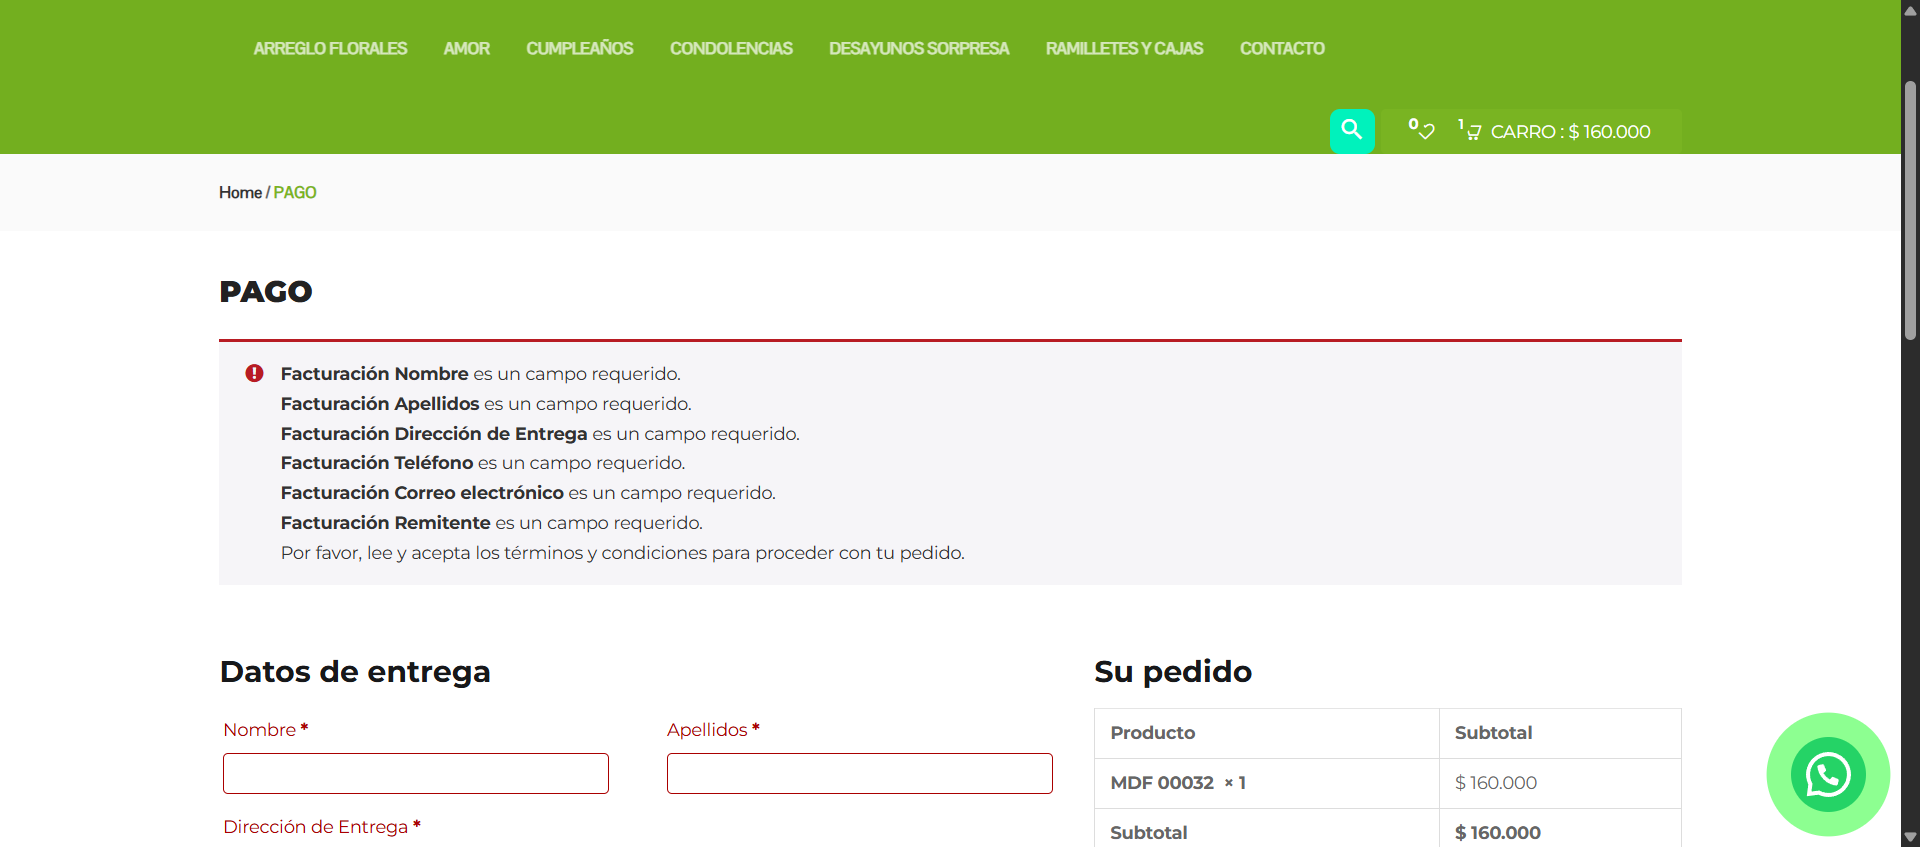 ARREGLO FLORALES AMOR CUMPLEAÑOS CONDOLENCIAS DESAYUNOS SORPRESA RAMILLETES Y CAJAS CONTACTO
0 1 CARRO : $ 160.000
Home / PAGO
PAGO
Facturación Nombre es un campo requerido.
Facturación Apellidos es un campo requerido.
Facturación Dirección de Entrega es un campo requerido.
Facturación Teléfono es un campo requerido.
Facturación Correo electrónico es un campo requerido.
Facturación Remitente es un campo requerido.
Por favor, lee y acepta los términos y condiciones para proceder con tu pedido.
Datos de entrega
Nombre *
Apellidos *
Dirección de Entrega *
Su pedido
Producto Subtotal
MDF 00032 × 1 $ 160.000
Subtotal $ 160.000